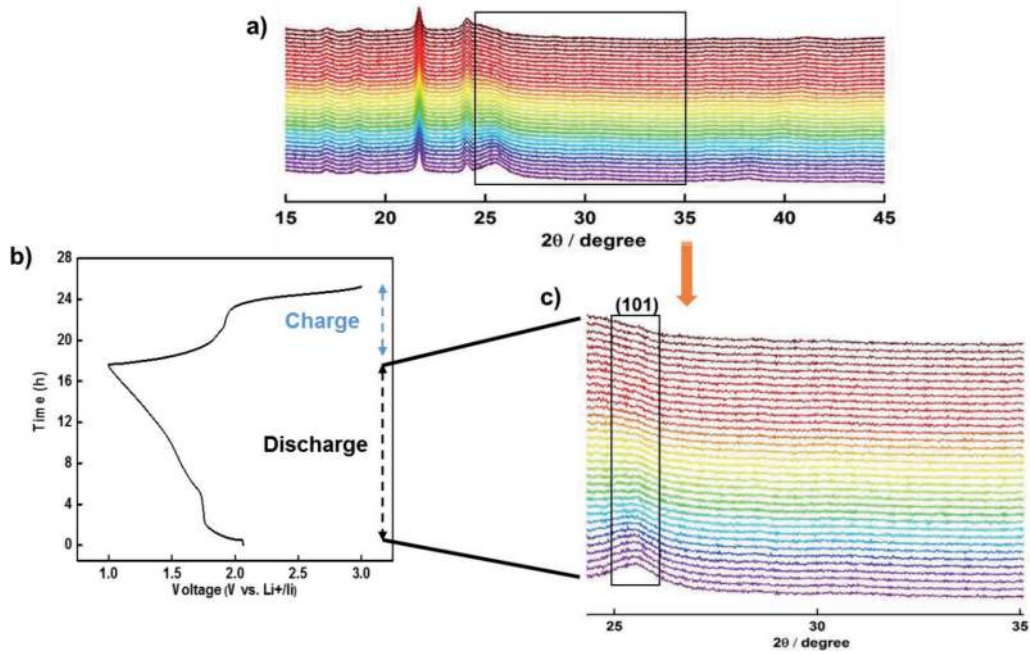 a)
15 20 25 30 35 40 45
2θ / degree
b)
28
24
20
16
12
8
4
0
Time (h)
Charge
Discharge
1.0 1.5 2.0 2.5 3.0
Voltage (V vs. Li+/li)
c)
(101)
25 30 35
2θ / degree